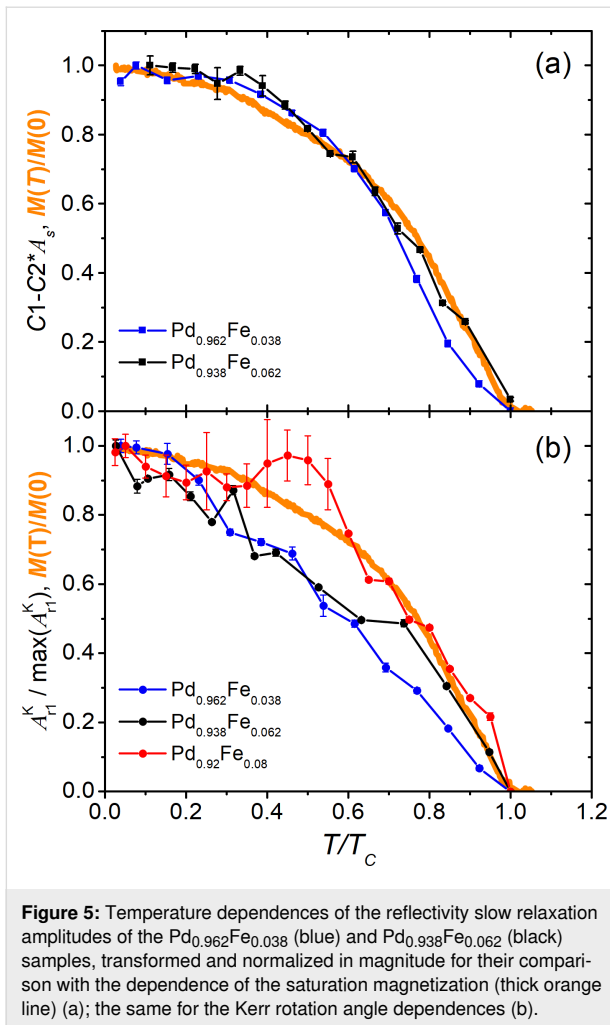 (a)
1.0
0.8
0.6
0.4
0.2
0.0
C1-C2*A_s, M(T)/M(0)
Pd0.962Fe0.038
Pd0.938Fe0.062
(b)
1.0
0.8
0.6
0.4
0.2
0.0
A_r1^K / max(A_r1^K), M(T)/M(0)
Pd0.962Fe0.038
Pd0.938Fe0.062
Pd0.92Fe0.08
0.0 0.2 0.4 0.6 0.8 1.0 1.2
T/T_C
Figure 5: Temperature dependences of the reflectivity slow relaxation
amplitudes of the Pd0.962Fe0.038 (blue) and Pd0.938Fe0.062 (black)
samples, transformed and normalized in magnitude for their compari-
son with the dependence of the saturation magnetization (thick orange
line) (a); the same for the Kerr rotation angle dependences (b).